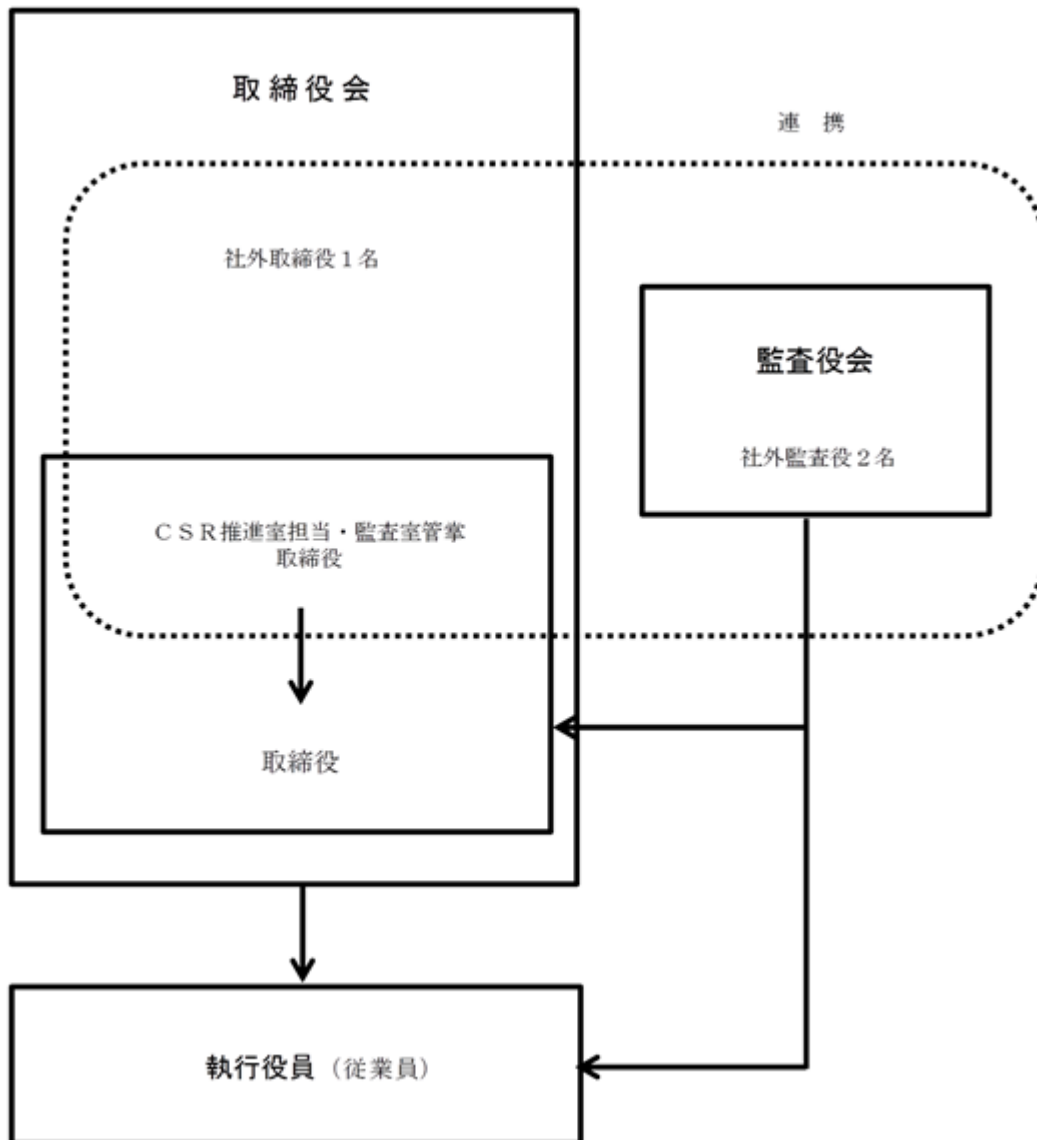 取締役会
連 携
社外取締役1名
監査役会
社外監査役2名
CSR推進室担当・監査室管掌
取締役
取締役
執行役員（従業員）